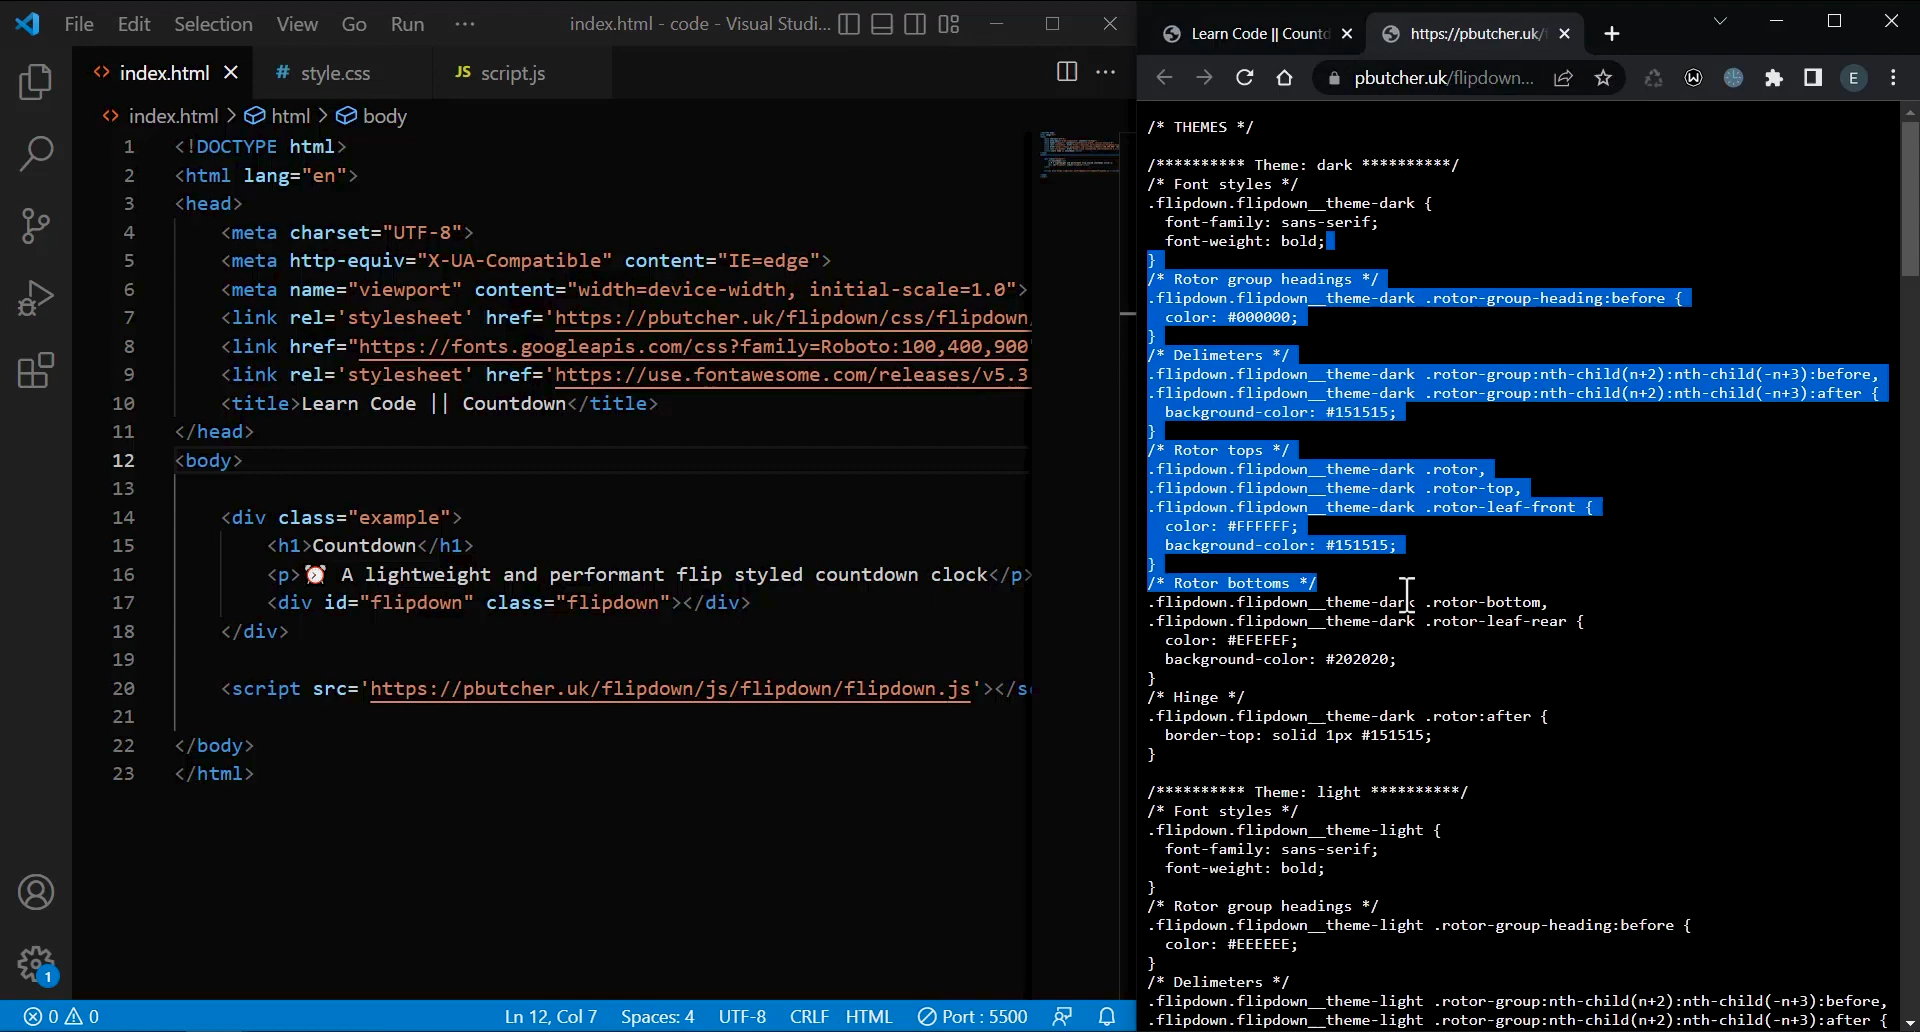 File Edit Selection View Go Run ··· index.html - code - Visual Studi...
index.html style.css JS script.js
index.html > html > body
1 <!DOCTYPE html>
2 <html lang="en">
3 <head>
4 <meta charset="UTF-8">
5 <meta http-equiv="X-UA-Compatible" content="IE=edge">
6 <meta name="viewport" content="width=device-width, initial-scale=1.0">
7 <link rel='stylesheet' href='https://pbutcher.uk/flipdown/css/flipdown
8 <link href="https://fonts.googleapis.com/css?family=Roboto:100,400,900
9 <link rel='stylesheet' href='https://use.fontawesome.com/releases/v5.3
10 <title>Learn Code || Countdown</title>
11 </head>
12 <body>
13
14 <div class="example">
15 <h1>Countdown</h1>
16 <p>⏰ A lightweight and performant flip styled countdown clock</p>
17 <div id="flipdown" class="flipdown"></div>
18 </div>
19
20 <script src='https://pbutcher.uk/flipdown/js/flipdown/flipdown.js'></s
21
22 </body>
23 </html>
1
0 0 Ln 12, Col 7 Spaces: 4 UTF-8 CRLF HTML Port : 5500
Learn Code || Countd https://pbutcher.uk/
pbutcher.uk/flipdown... E
/* THEMES */
/********** Theme: dark **********/
/* Font styles */
.flipdown.flipdown__theme-dark {
font-family: sans-serif;
font-weight: bold;
}
/* Rotor group headings */
.flipdown.flipdown__theme-dark .rotor-group-heading:before {
color: #000000;
}
/* Delimeters */
.flipdown.flipdown__theme-dark .rotor-group:nth-child(n+2):nth-child(-n+3):before,
.flipdown.flipdown__theme-dark .rotor-group:nth-child(n+2):nth-child(-n+3):after {
background-color: #151515;
}
/* Rotor tops */
.flipdown.flipdown__theme-dark .rotor,
.flipdown.flipdown__theme-dark .rotor-top,
.flipdown.flipdown__theme-dark .rotor-leaf-front {
color: #FFFFFF;
background-color: #151515;
}
/* Rotor bottoms */
.flipdown.flipdown__theme-dark .rotor-bottom,
.flipdown.flipdown__theme-dark .rotor-leaf-rear {
color: #EFEFEF;
background-color: #202020;
}
/* Hinge */
.flipdown.flipdown__theme-dark .rotor:after {
border-top: solid 1px #151515;
}
/********** Theme: light **********/
/* Font styles */
.flipdown.flipdown__theme-light {
font-family: sans-serif;
font-weight: bold;
}
/* Rotor group headings */
.flipdown.flipdown__theme-light .rotor-group-heading:before {
color: #EEEEEE;
}
/* Delimeters */
.flipdown.flipdown__theme-light .rotor-group:nth-child(n+2):nth-child(-n+3):before,
.flipdown.flipdown__theme-light .rotor-group:nth-child(n+2):nth-child(-n+3):after {